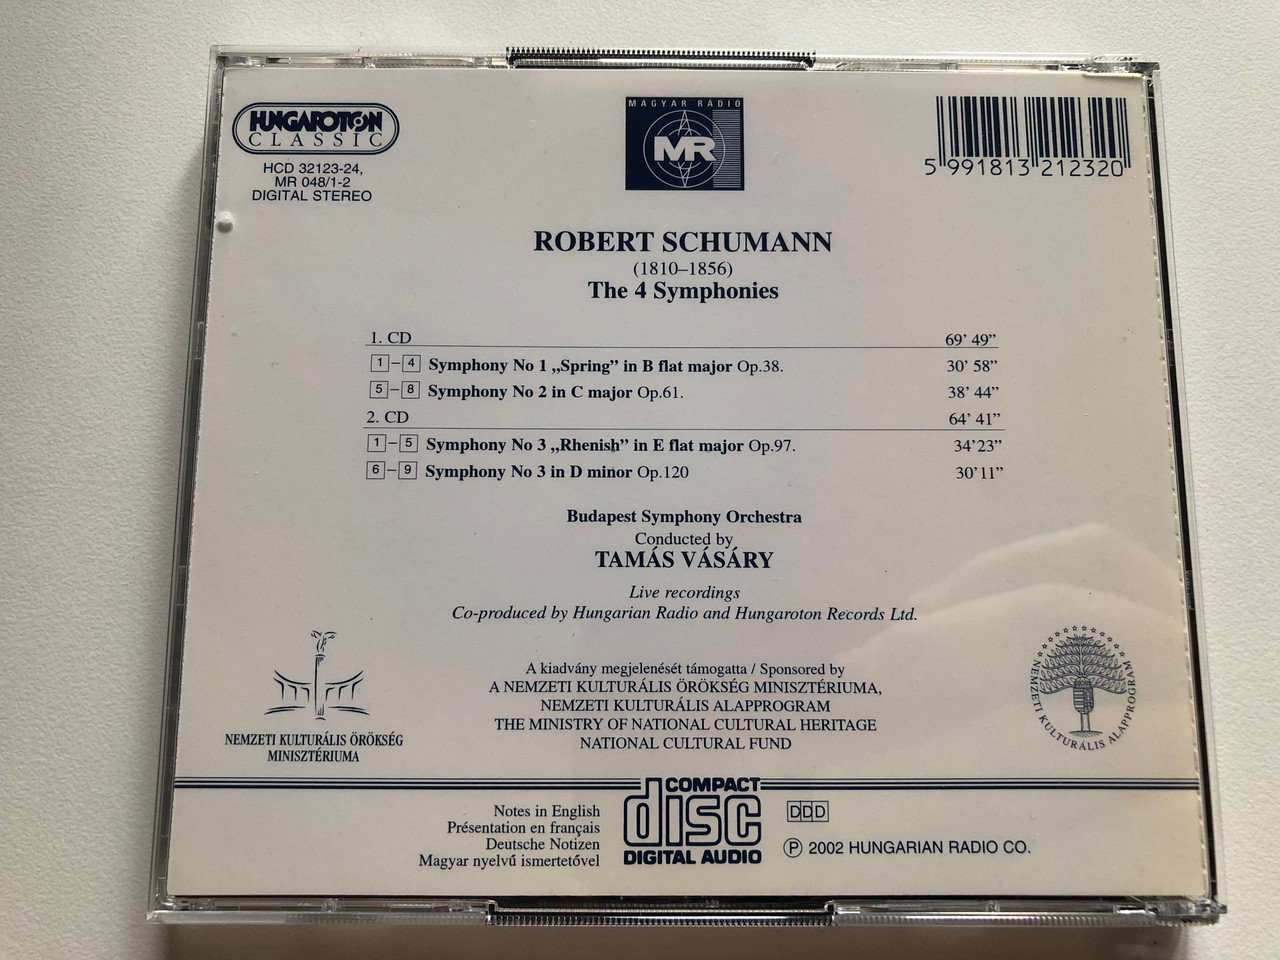 HUNGAROTON
CLASSIC
HCD 32123-24,
MR 048/1-2
DIGITAL STEREO
MAGYAR RÁDIÓ
MR
5 991813 212320
ROBERT SCHUMANN
(1810–1856)
The 4 Symphonies
1. CD 69' 49"
1–4 Symphony No 1 „Spring” in B flat major Op.38. 30' 58"
5–8 Symphony No 2 in C major Op.61. 38' 44"
2. CD 64' 41"
1–5 Symphony No 3 „Rhenish” in E flat major Op.97. 34'23"
6–9 Symphony No 3 in D minor Op.120 30'11"
Budapest Symphony Orchestra
Conducted by
TAMÁS VÁSÁRY
Live recordings
Co-produced by Hungarian Radio and Hungaroton Records Ltd.
A kiadvány megjelenését támogatta / Sponsored by
A NEMZETI KULTURÁLIS ÖRÖKSÉG MINISZTÉRIUMA,
NEMZETI KULTURÁLIS ALAPPROGRAM
THE MINISTRY OF NATIONAL CULTURAL HERITAGE
NATIONAL CULTURAL FUND
NEMZETI KULTURÁLIS ÖRÖKSÉG
MINISZTÉRIUMA
NEMZETI KULTURÁLIS ALAPPROGRAM
Notes in English
Présentation en français
Deutsche Notizen
Magyar nyelvű ismertetővel
COMPACT
disc
DIGITAL AUDIO
DDD
℗ 2002 HUNGARIAN RADIO CO.